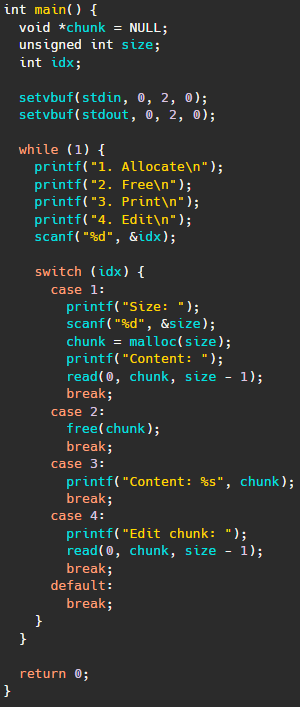 int main() {
  void *chunk = NULL;
  unsigned int size;
  int idx;

  setvbuf(stdin, 0, 2, 0);
  setvbuf(stdout, 0, 2, 0);

  while (1) {
    printf("1. Allocate\n");
    printf("2. Free\n");
    printf("3. Print\n");
    printf("4. Edit\n");
    scanf("%d", &idx);

    switch (idx) {
      case 1:
        printf("Size: ");
        scanf("%d", &size);
        chunk = malloc(size);
        printf("Content: ");
        read(0, chunk, size - 1);
        break;
      case 2:
        free(chunk);
        break;
      case 3:
        printf("Content: %s", chunk);
        break;
      case 4:
        printf("Edit chunk: ");
        read(0, chunk, size - 1);
        break;
      default:
        break;
    }
  }

  return 0;
}